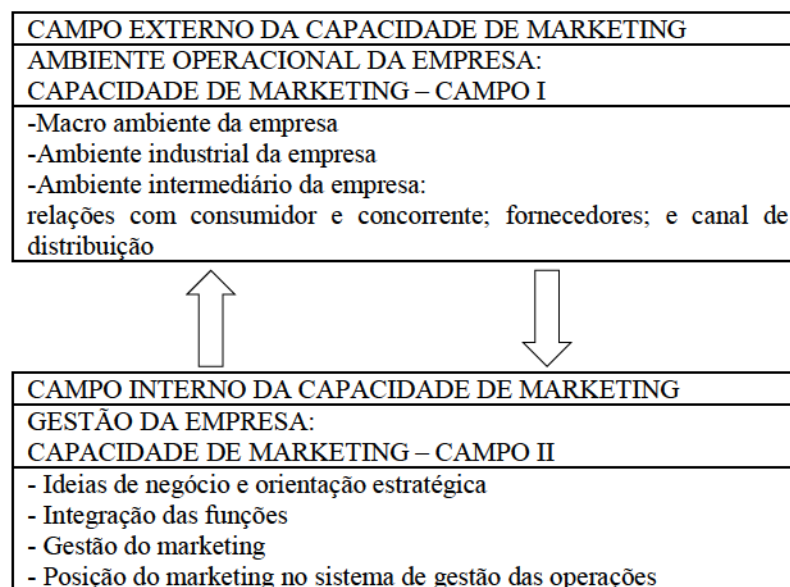 CAMPO EXTERNO DA CAPACIDADE DE MARKETING
AMBIENTE OPERACIONAL DA EMPRESA:
CAPACIDADE DE MARKETING – CAMPO I
-Macro ambiente da empresa
-Ambiente industrial da empresa
-Ambiente intermediário da empresa:
relações com consumidor e concorrente; fornecedores; e canal de
distribuição
CAMPO INTERNO DA CAPACIDADE DE MARKETING
GESTÃO DA EMPRESA:
CAPACIDADE DE MARKETING – CAMPO II
- Ideias de negócio e orientação estratégica
- Integração das funções
- Gestão do marketing
- Posição do marketing no sistema de gestão das operações